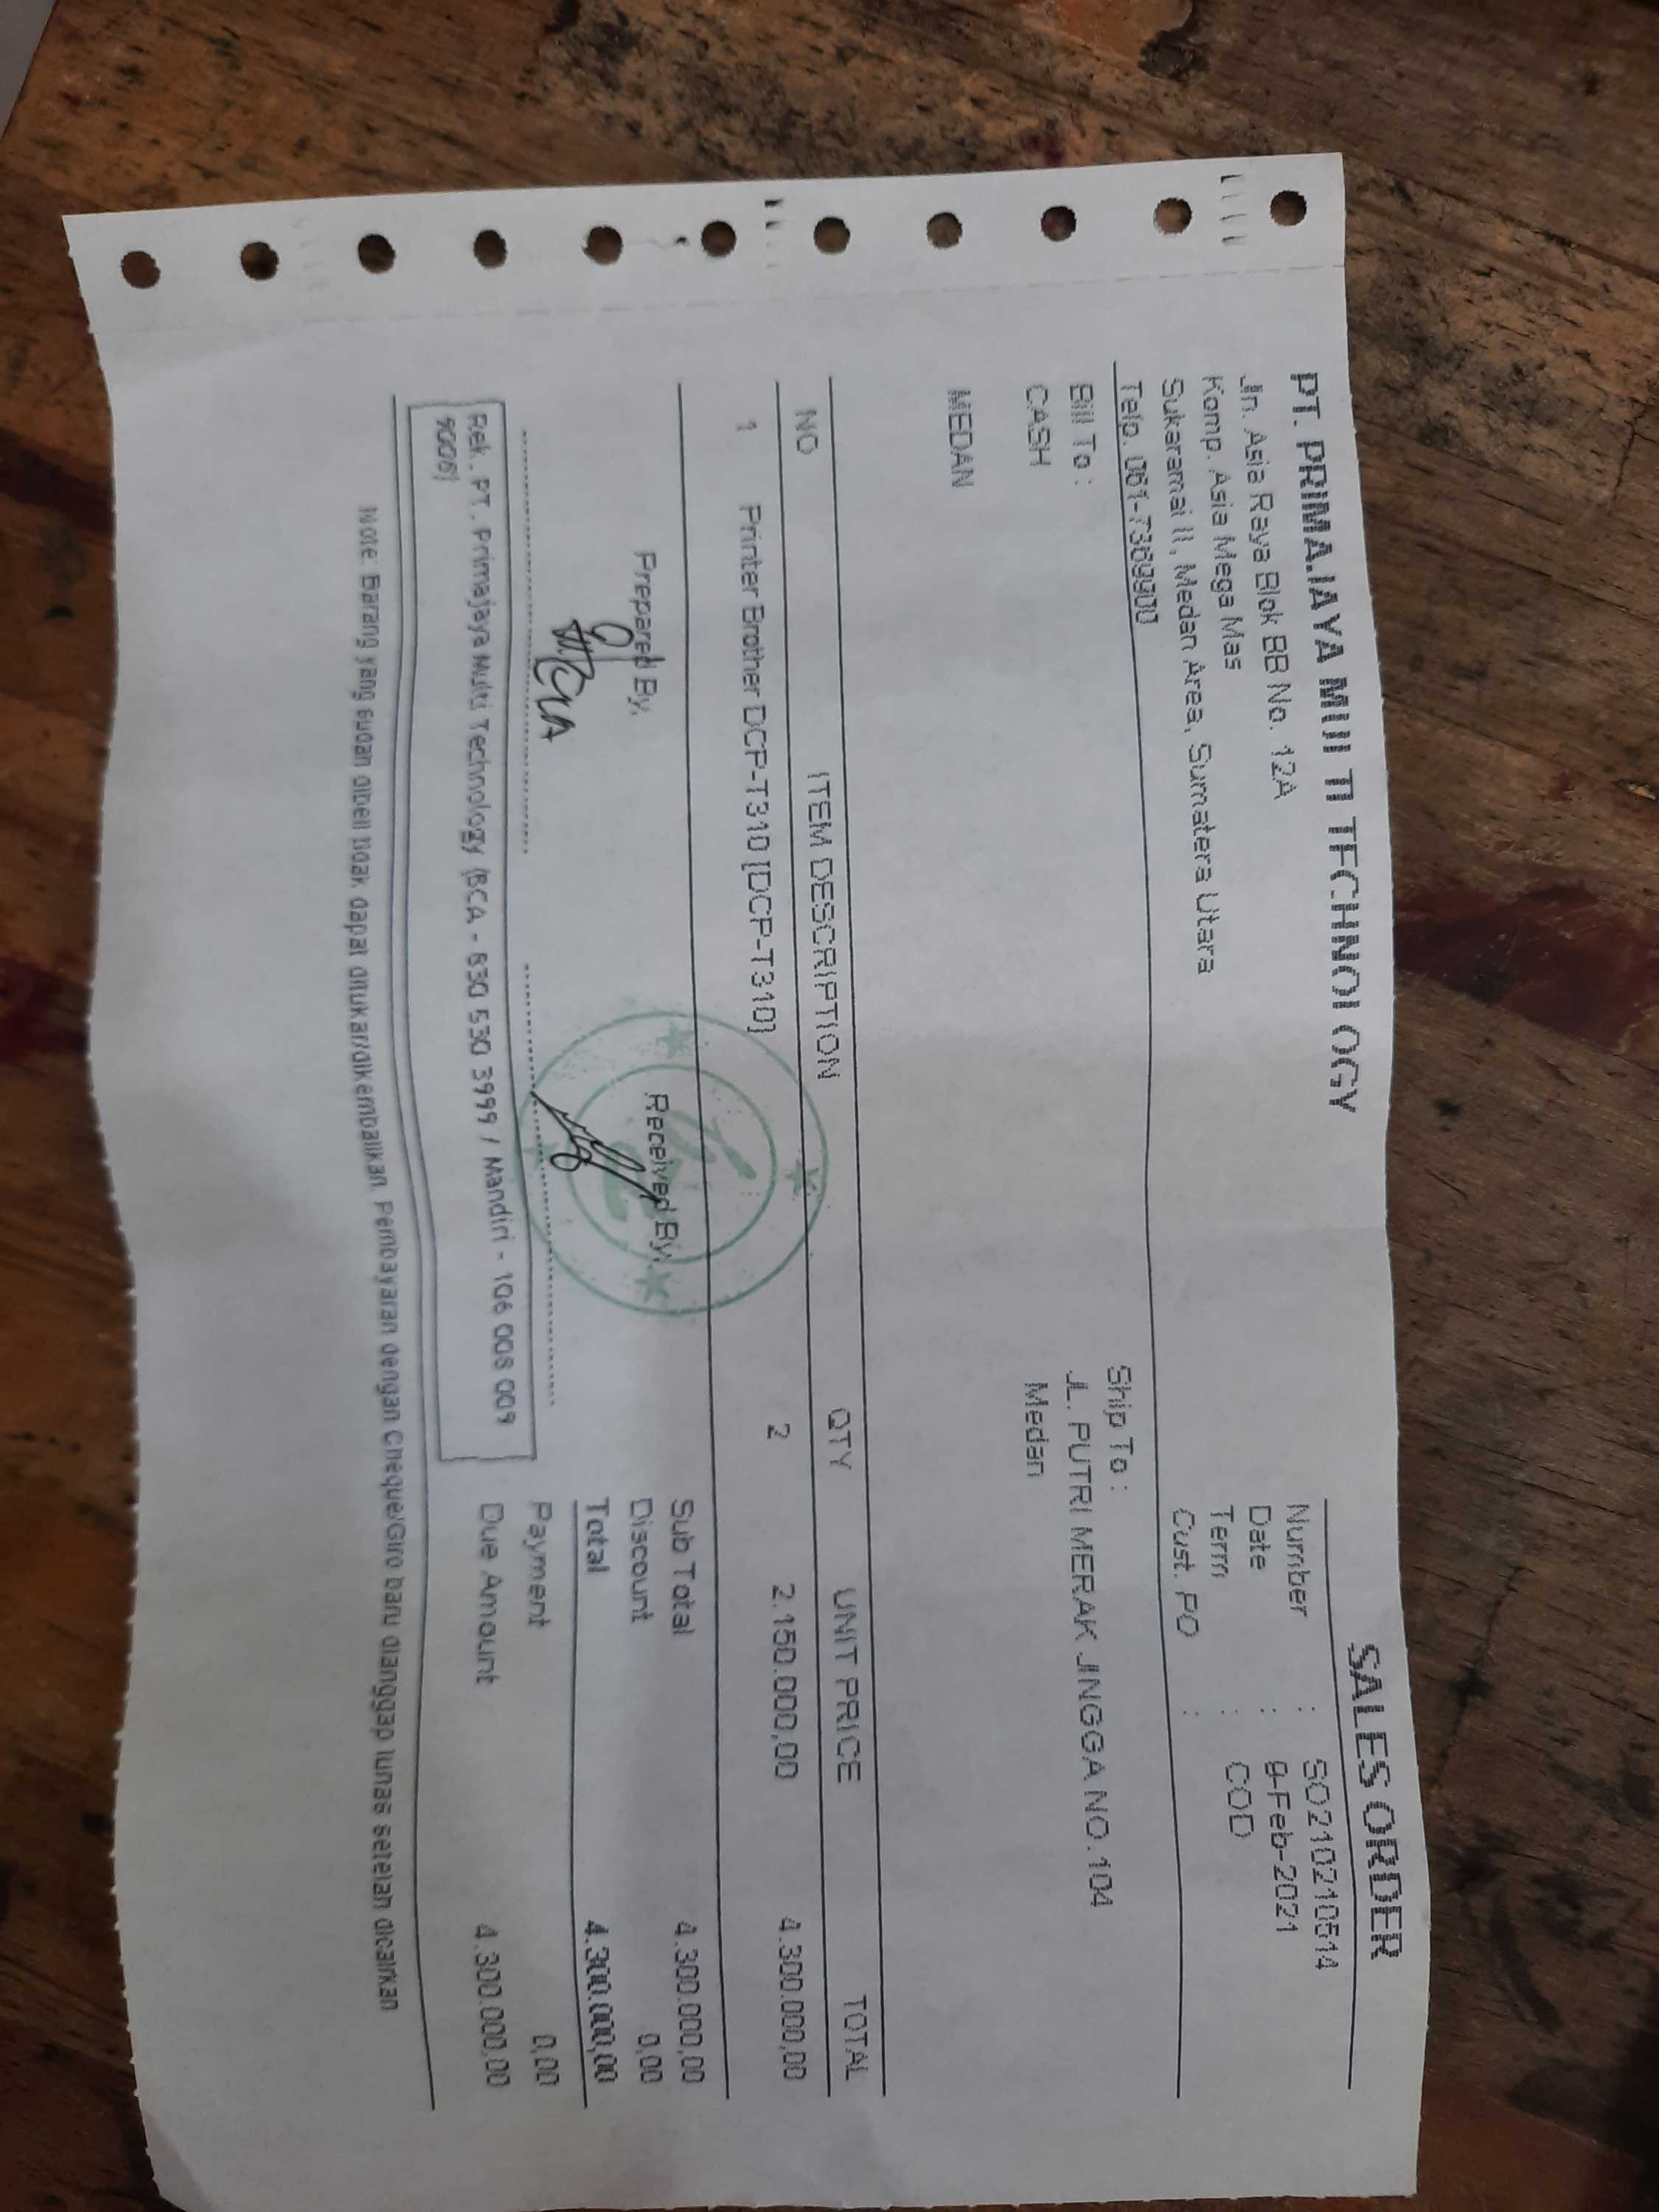 PT. PRIMAJAYA MULTI TECHNOLOGY
SALES ORDER
Jln. Asia Raya Blok BB No. 12A
Komp. Asia Mega Mas
Sukaramai II, Medan Area, Sumatera Utara
Telp. 061-7369900
Number : SO2102210514
Date : 9-Feb-2021
Term : COD
Cust. PO :
Bill To :
CASH
MEDAN
Ship To :
JL. PUTRI MERAK JINGGA NO.104
Medan
NO ITEM DESCRIPTION QTY UNIT PRICE TOTAL
1 Printer Brother DCP-T310 [DCP-T310] 2 2.150.000,00 4.300.000,00
Prepared By, Received By,
Sub Total 4.300.000,00
Discount 0,00
Total 4.300.000,00
Payment 0,00
Due Amount 4.300.000,00
Rek. PT. Primajaya Multi Technology (BCA - 830 530 3999 / Mandiri - 106 008 009
9006)
Note: Barang yang sudah dibeli tidak dapat ditukar/dikembalikan. Pembayaran dengan Cheque/Giro baru dianggap lunas setelah dicairkan